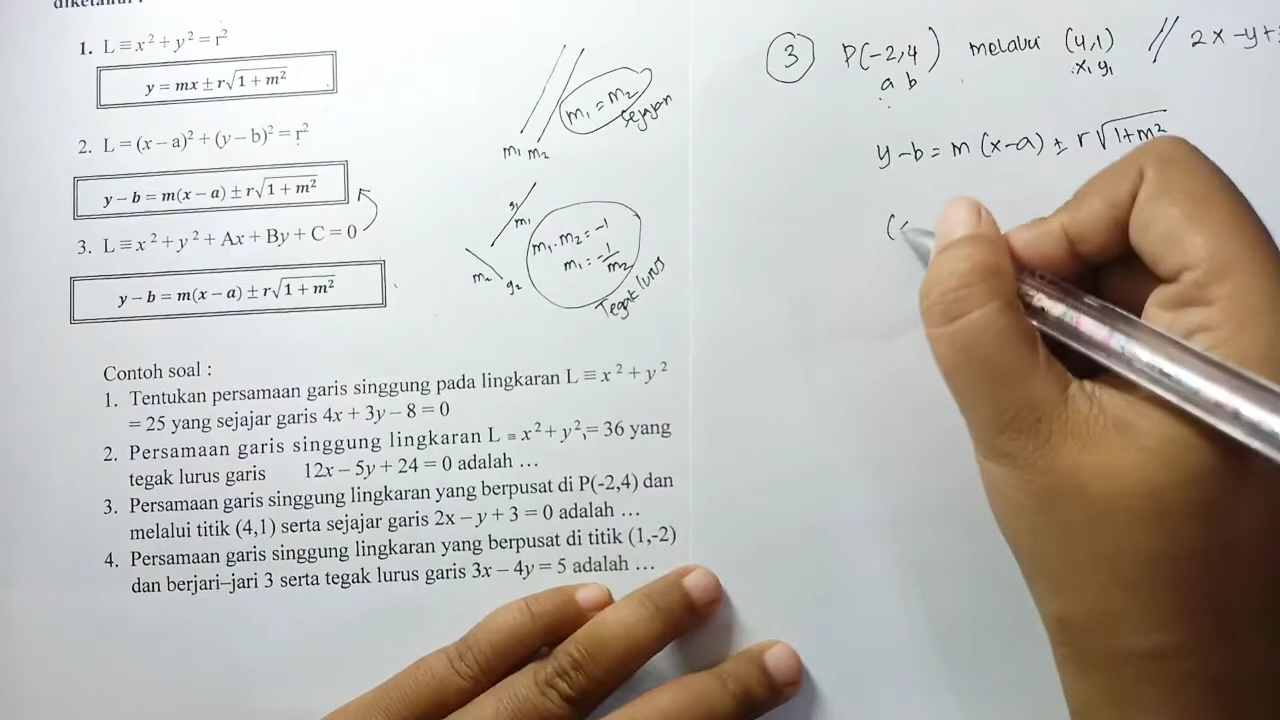 diketahui :
1. L ≡ x² + y² = r²
y = mx ± r√1 + m²
2. L = (x – a)² + (y – b)² = r²
y – b = m(x – a) ± r√1 + m²
3. L ≡ x² + y² + Ax + By + C = 0
y – b = m(x – a) ± r√1 + m²
m₁ = m₂
sejajar
m₁ m₂
g₁
m₁
m₂
g₂
m₁ . m₂ = -1
m₁ = -1/m₂
Tegak lurus
Contoh soal :
1. Tentukan persamaan garis singgung pada lingkaran L ≡ x² + y²
= 25 yang sejajar garis 4x + 3y – 8 = 0
2. Persamaan garis singgung lingkaran L ≡ x² + y² = 36 yang
tegak lurus garis 12x – 5y + 24 = 0 adalah …
3. Persamaan garis singgung lingkaran yang berpusat di P(-2,4) dan
melalui titik (4,1) serta sejajar garis 2x – y + 3 = 0 adalah …
4. Persamaan garis singgung lingkaran yang berpusat di titik (1,-2)
dan berjari–jari 3 serta tegak lurus garis 3x – 4y = 5 adalah …
3 P(-2,4) melalui (4,1) // 2x-y+
a b x₁ y₁
y-b = m (x-a) ± r√1+m²
(